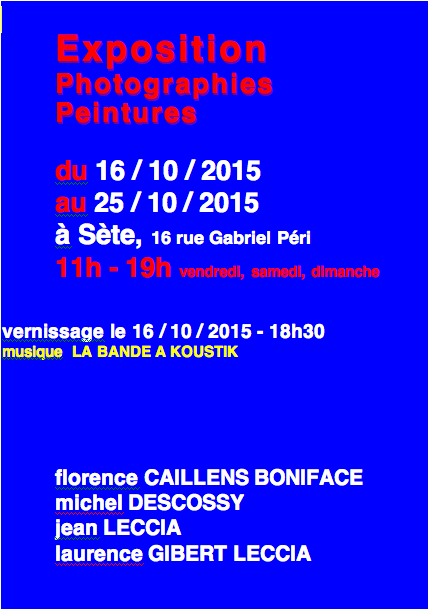 Exposition
Photographies
Peintures
du 16 / 10 / 2015
au 25 / 10 / 2015
à Sète, 16 rue Gabriel Péri
11h - 19h vendredi, samedi, dimanche
vernissage le 16 / 10 / 2015 - 18h30
musique LA BANDE A KOUSTIK
florence CAILLENS BONIFACE
michel DESCOSSY
jean LECCIA
laurence GIBERT LECCIA